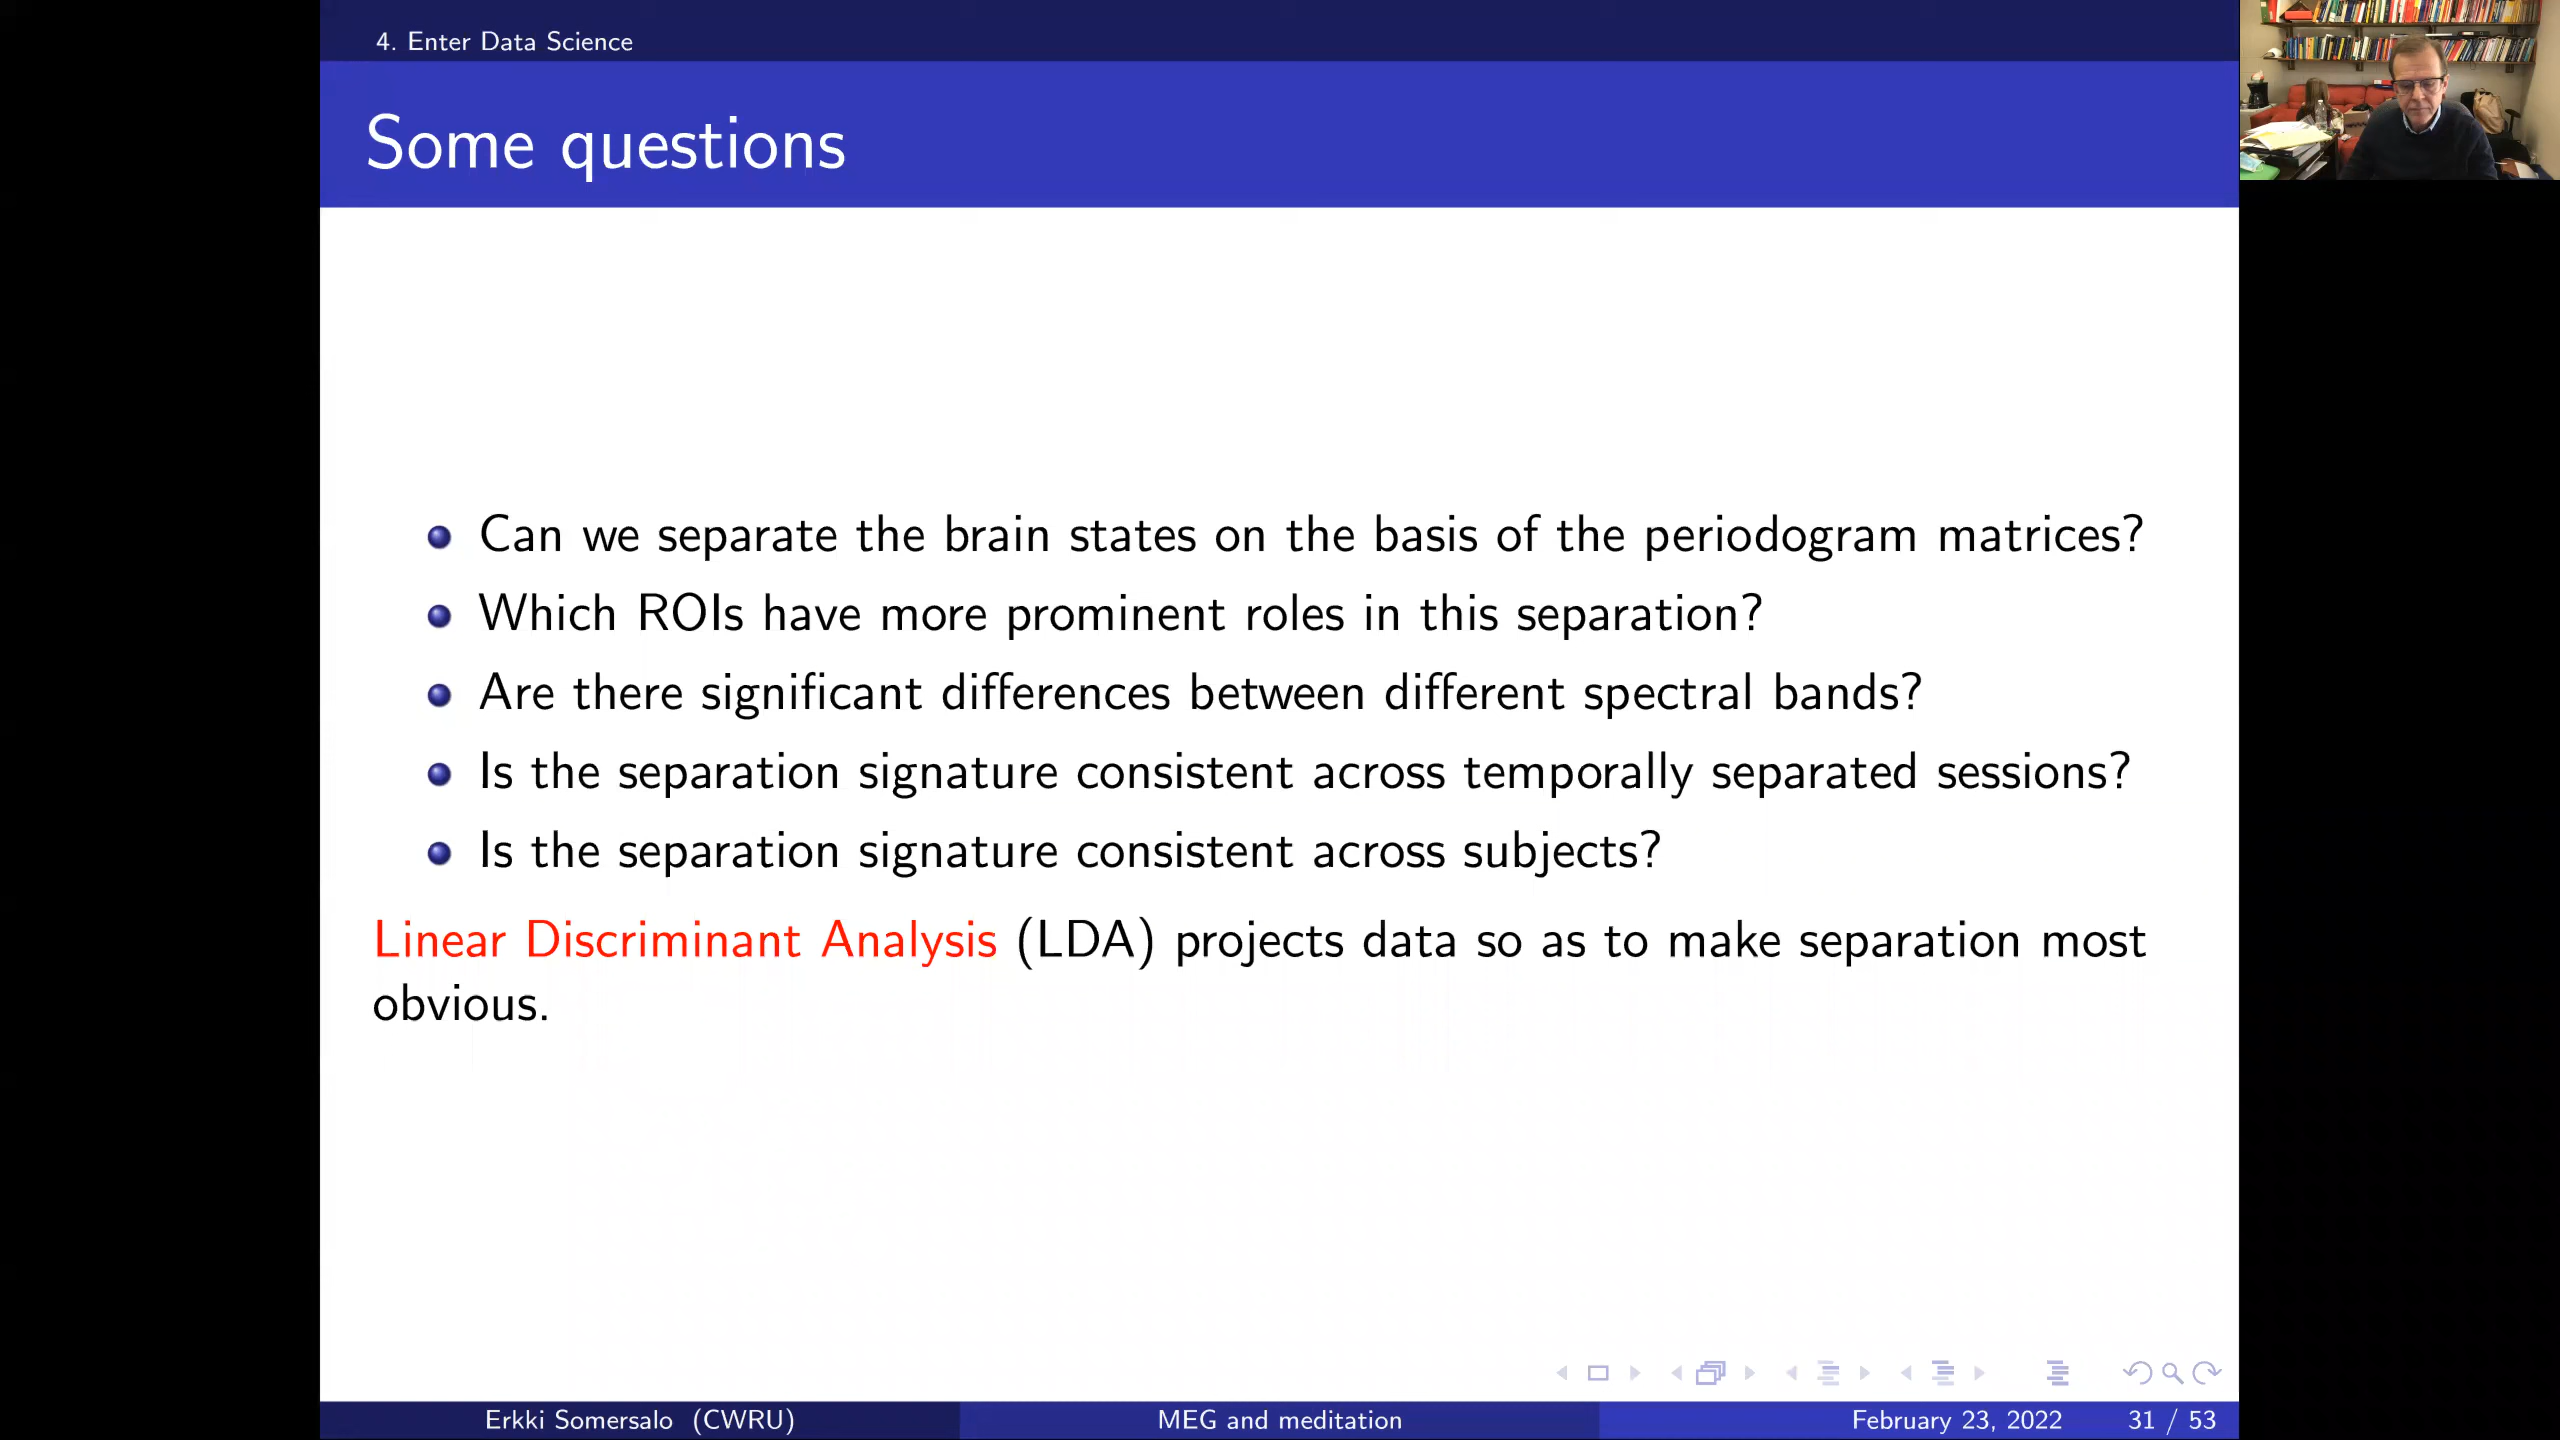 4. Enter Data Science
Some questions
Can we separate the brain states on the basis of the periodogram matrices?
Which ROIs have more prominent roles in this separation?
Are there significant differences between different spectral bands?
Is the separation signature consistent across temporally separated sessions?
Is the separation signature consistent across subjects?
Linear Discriminant Analysis (LDA) projects data so as to make separation most
obvious.
Erkki Somersalo (CWRU) MEG and meditation February 23, 2022 31 / 53